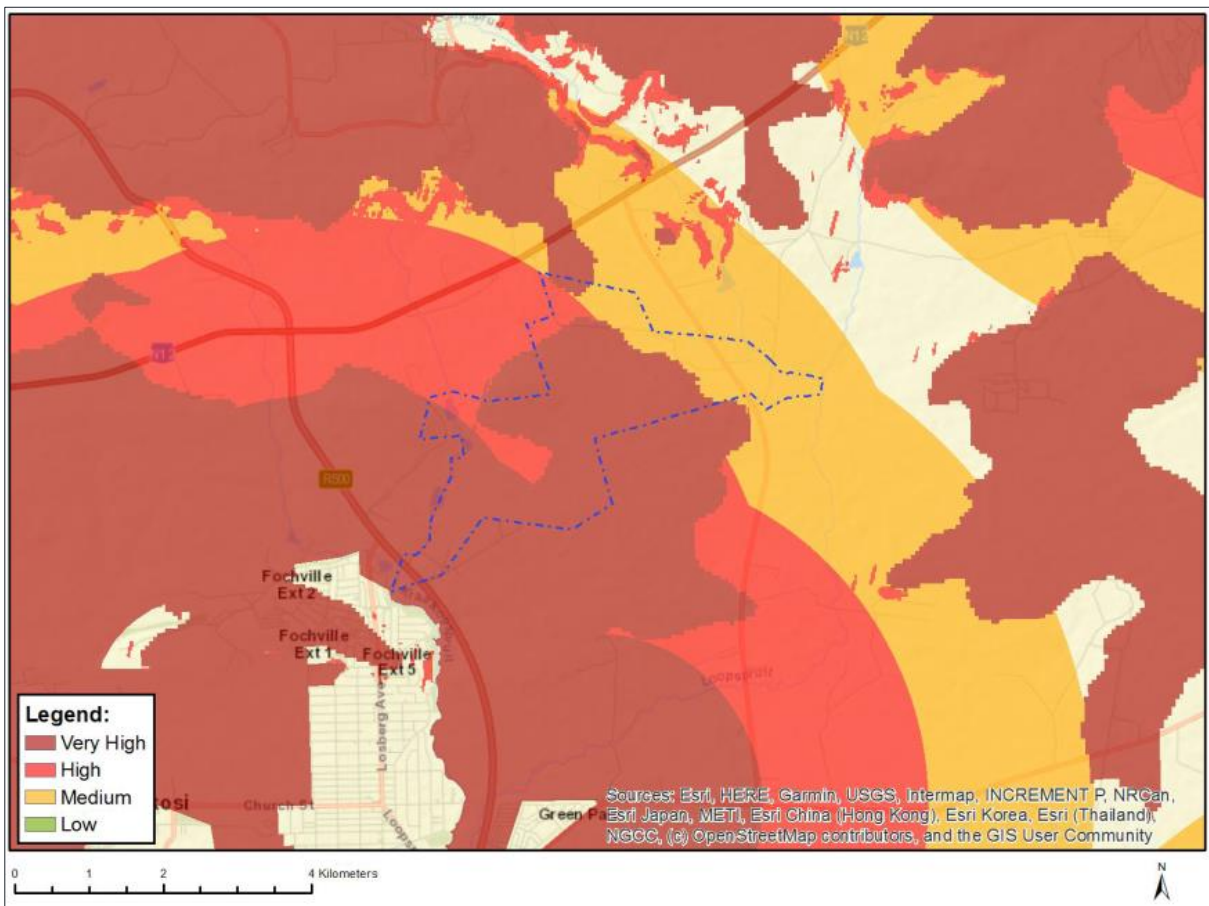 N12
N12
R500
Fochville
Ext 2
Fochville
Ext 1
Fochville
Ext 5
Losberg Ave
Loopspruit
Church St
Green Pa
Legend:
Very High
High
Medium
Low
osi
Sources: Esri, HERE, Garmin, USGS, Intermap, INCREMENT P, NRCan,
Esri Japan, METI, Esri China (Hong Kong), Esri Korea, Esri (Thailand),
NGCC, (c) OpenStreetMap contributors, and the GIS User Community
0 1 2 4 Kilometers
N